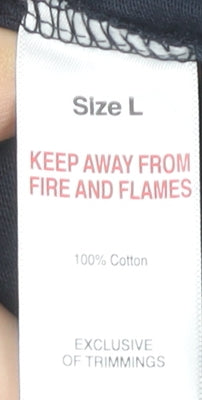 Size L
KEEP AWAY FROM
FIRE AND FLAMES
100% Cotton
EXCLUSIVE
OF TRIMMINGS